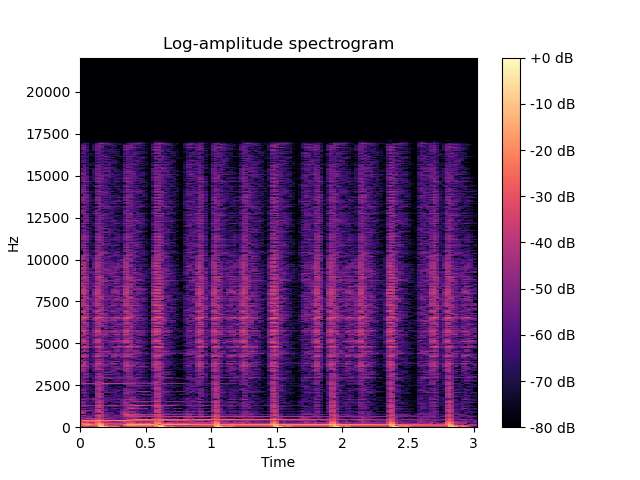 Log-amplitude spectrogram
+0 dB
20000
-10 dB
17500
-20 dB
15000
-30 dB
12500
Hz
-40 dB
10000
-50 dB
7500
5000
-60 dB
2500
-70 dB
0
-80 dB
0 0.5 1 1.5 2 2.5 3
Time